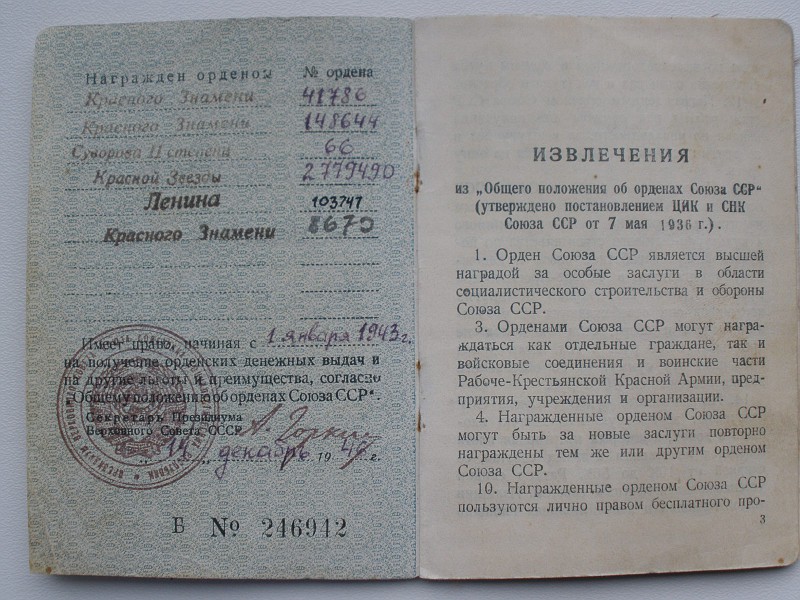 Награжден орденом № ордена
Красного Знамени 41786
Красного Знамени 148644
Суворова II степени 66
Красной Звезды 2779490
Ленина 103747
Красного Знамени 8670
Имеет право, начиная с 1 января 1943 г.
на получение орденских денежных выдач и
на другие льготы и преимущества, согласно
"Общему положению об орденах Союза ССР".
Секретарь Президиума
Верховного Совета СССР А. Горкин
декабрь 194 г.
Б № 246942
ИЗВЛЕЧЕНИЯ
из „Общего положения об орденах Союза ССР“
(утверждено постановлением ЦИК и СНК
Союза ССР от 7 мая 1936 г.).
1. Орден Союза ССР является высшей
наградой за особые заслуги в области
социалистического строительства и обороны
Союза ССР.
3. Орденами Союза ССР могут награ-
ждаться как отдельные граждане, так и
войсковые соединения и воинские части
Рабоче-Крестьянской Красной Армии, пред-
приятия, учреждения и организации.
4. Награжденные орденом Союза ССР
могут быть за новые заслуги повторно
награждены тем же или другим орденом
Союза ССР.
10. Награжденные орденом Союза ССР
пользуются лично правом бесплатного про-
3